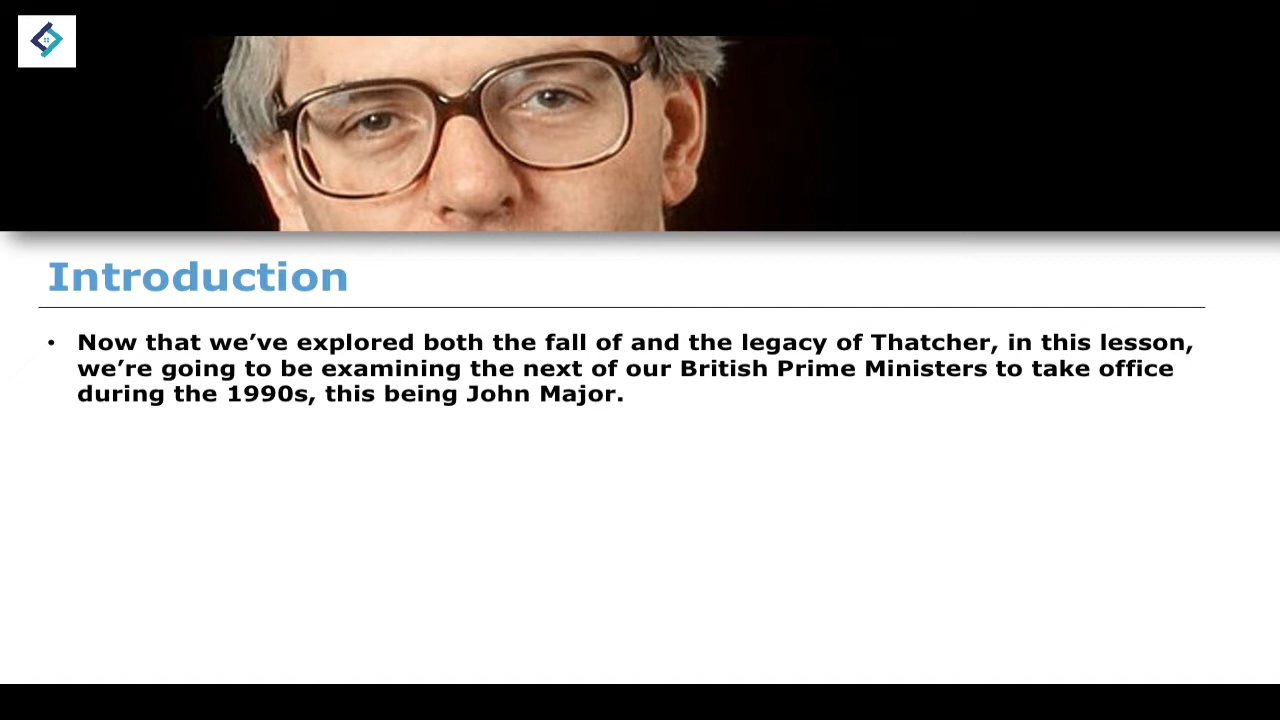 Introduction
• Now that we’ve explored both the fall of and the legacy of Thatcher, in this lesson,
we’re going to be examining the next of our British Prime Ministers to take office
during the 1990s, this being John Major.